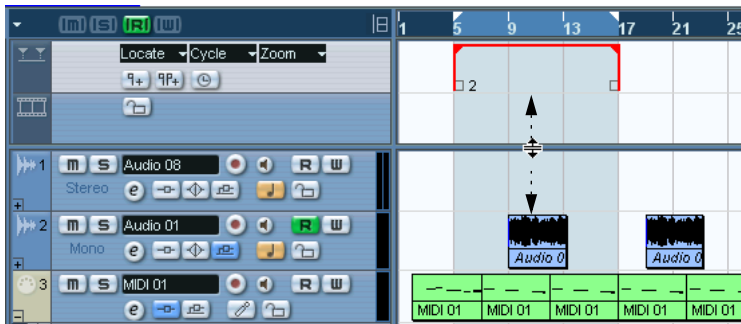 m S R W 1 5 9 13 17 21 25
Locate Cycle Zoom
2
1 m S Audio 08 R W
Stereo e
2 m S Audio 01 R W
Mono e Audio 0 Audio 0
3 m S MIDI 01 R W
e MIDI 01 MIDI 01 MIDI 01 MIDI 01 MIDI 01